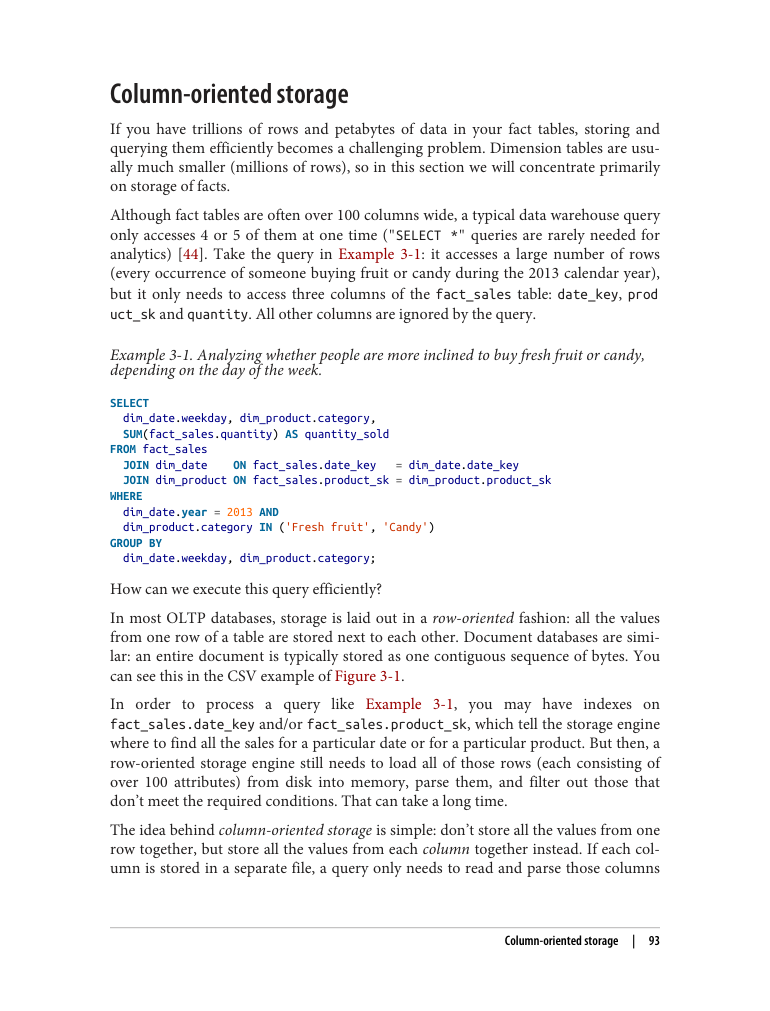 Column-oriented storage
If you have trillions of rows and petabytes of data in your fact tables, storing and
querying them efficiently becomes a challenging problem. Dimension tables are usu-
ally much smaller (millions of rows), so in this section we will concentrate primarily
on storage of facts.
Although fact tables are often over 100 columns wide, a typical data warehouse query
only accesses 4 or 5 of them at one time ("SELECT *" queries are rarely needed for
analytics) [44]. Take the query in Example 3-1: it accesses a large number of rows
(every occurrence of someone buying fruit or candy during the 2013 calendar year),
but it only needs to access three columns of the fact_sales table: date_key, prod
uct_sk and quantity. All other columns are ignored by the query.
Example 3-1. Analyzing whether people are more inclined to buy fresh fruit or candy,
depending on the day of the week.
SELECT
  dim_date.weekday, dim_product.category,
  SUM(fact_sales.quantity) AS quantity_sold
FROM fact_sales
  JOIN dim_date    ON fact_sales.date_key   = dim_date.date_key
  JOIN dim_product ON fact_sales.product_sk = dim_product.product_sk
WHERE
  dim_date.year = 2013 AND
  dim_product.category IN ('Fresh fruit', 'Candy')
GROUP BY
  dim_date.weekday, dim_product.category;
How can we execute this query efficiently?
In most OLTP databases, storage is laid out in a row-oriented fashion: all the values
from one row of a table are stored next to each other. Document databases are simi-
lar: an entire document is typically stored as one contiguous sequence of bytes. You
can see this in the CSV example of Figure 3-1.
In order to process a query like Example 3-1, you may have indexes on
fact_sales.date_key and/or fact_sales.product_sk, which tell the storage engine
where to find all the sales for a particular date or for a particular product. But then, a
row-oriented storage engine still needs to load all of those rows (each consisting of
over 100 attributes) from disk into memory, parse them, and filter out those that
don’t meet the required conditions. That can take a long time.
The idea behind column-oriented storage is simple: don’t store all the values from one
row together, but store all the values from each column together instead. If each col-
umn is stored in a separate file, a query only needs to read and parse those columns
Column-oriented storage | 93